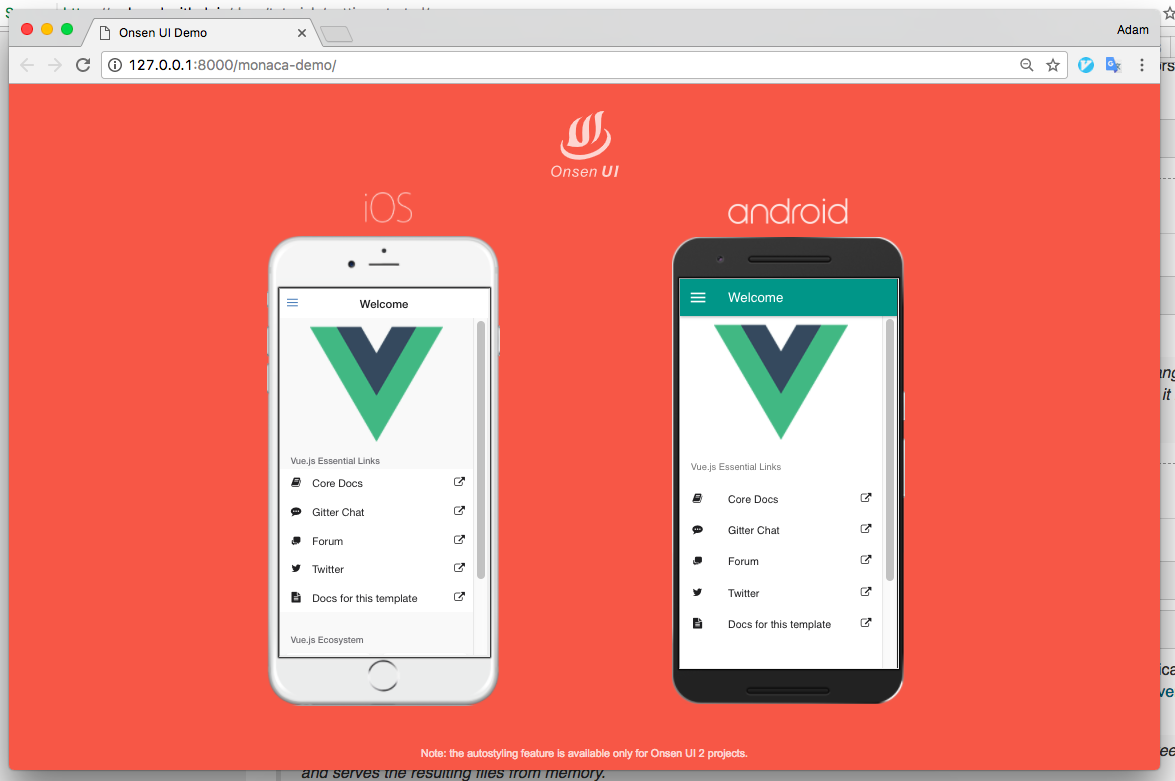 Onsen UI Demo
Adam
127.0.0.1:8000/monaca-demo/
Onsen UI
iOS
android
Welcome
Vue.js Essential Links
Core Docs
Gitter Chat
Forum
Twitter
Docs for this template
Vue.js Ecosystem
Welcome
Vue.js Essential Links
Core Docs
Gitter Chat
Forum
Twitter
Docs for this template
Note: the autostyling feature is available only for Onsen UI 2 projects.
and serves the resulting files from memory.